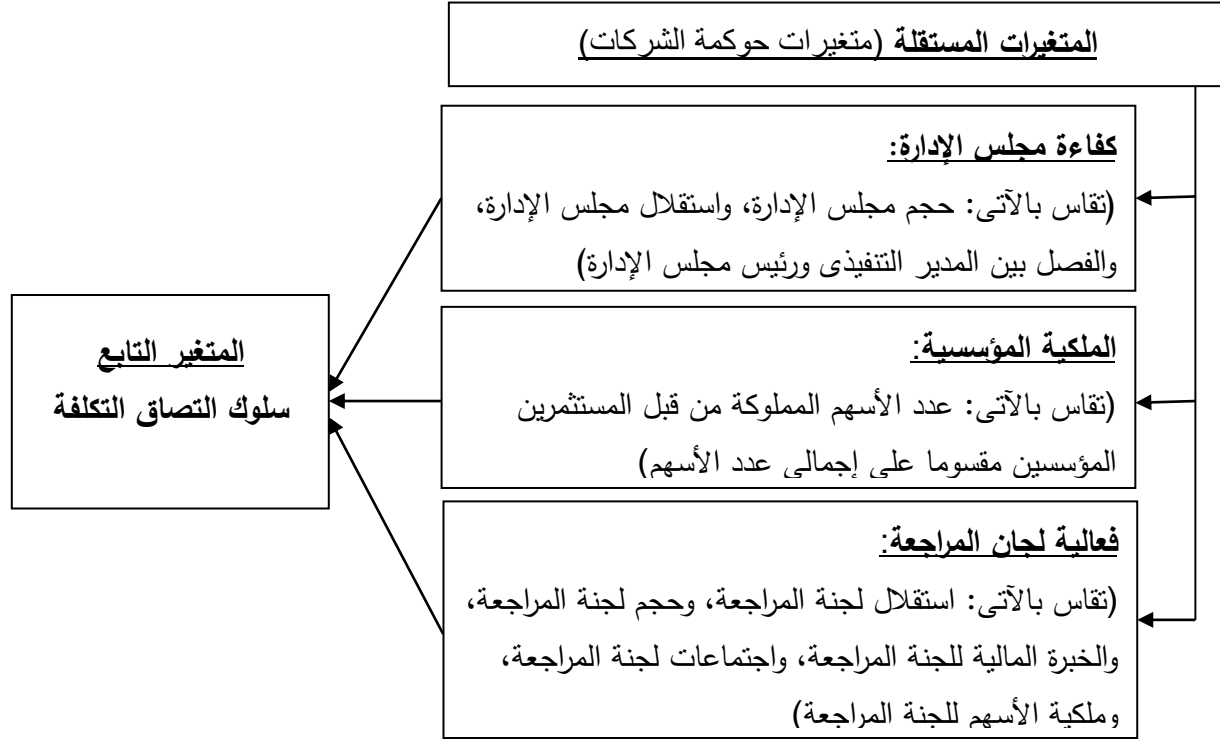 المتغيرات المستقلة (متغيرات حوكمة الشركات)
كفاءة مجلس الإدارة:
(تقاس بالآتى: حجم مجلس الإدارة، واستقلال مجلس الإدارة،
والفصل بين المدير التنفيذى ورئيس مجلس الإدارة)
الملكية المؤسسية:
(تقاس بالآتى: عدد الأسهم المملوكة من قبل المستثمرين
المؤسسين مقسوما على إجمالى عدد الأسهم)
فعالية لجان المراجعة:
(تقاس بالآتى: استقلال لجنة المراجعة، وحجم لجنة المراجعة،
والخبرة المالية للجنة المراجعة، واجتماعات لجنة المراجعة،
وملكية الأسهم للجنة المراجعة)
المتغير التابع
سلوك التصاق التكلفة